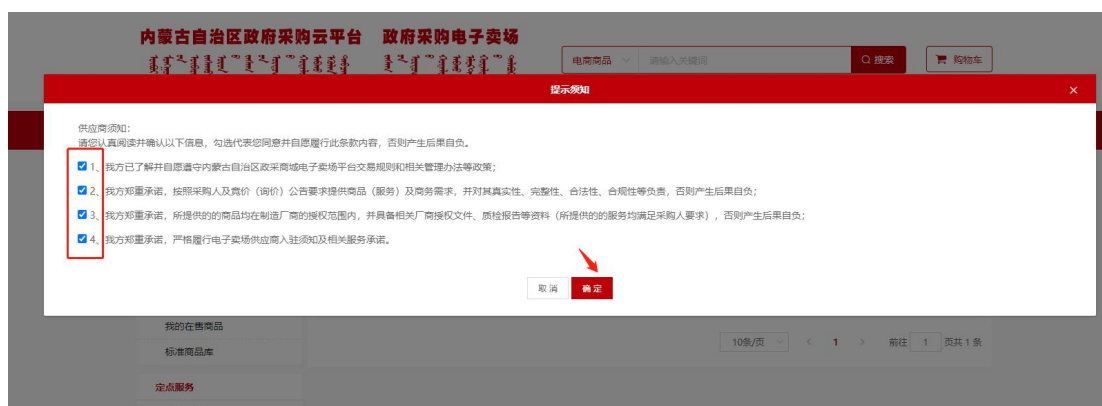 内蒙古自治区政府采购云平台 政府采购电子卖场
电商商品 请输入关键词 搜索 购物车
提示须知
供应商须知：
请您认真阅读并确认以下信息，勾选代表您同意并自愿履行此条款内容，否则产生后果自负。
1、我方已了解并自愿遵守内蒙古自治区政采商城电子卖场平台交易规则和相关管理办法等政策；
2、我方郑重承诺，按照采购人及竞价（询价）公告要求提供商品（服务）及商务需求，并对其真实性、完整性、合法性、合规性等负责，否则产生后果自负；
3、我方郑重承诺，所提供的的商品均在制造厂商的授权范围内，并具备相关厂商授权文件、质检报告等资料（所提供的的服务均满足采购人要求），否则产生后果自负；
4、我方郑重承诺，严格履行电子卖场供应商入驻须知及相关服务承诺。
取消 确定
我的在售商品
10条/页 < 1 > 前往 1 页共 1 条
标准商品库
定点服务